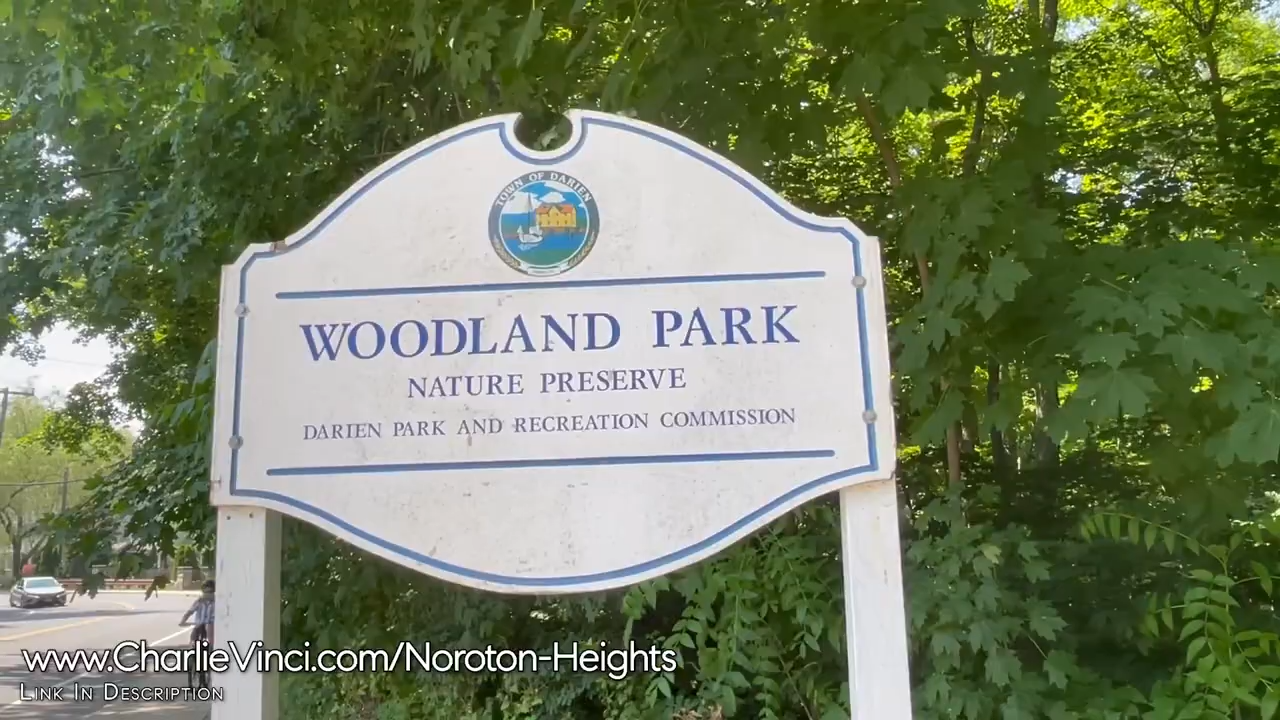 TOWN OF DARIEN
WOODLAND PARK
NATURE PRESERVE
DARIEN PARK AND RECREATION COMMISSION
www.CharlieVinci.com/Noroton-Heights
Link In Description